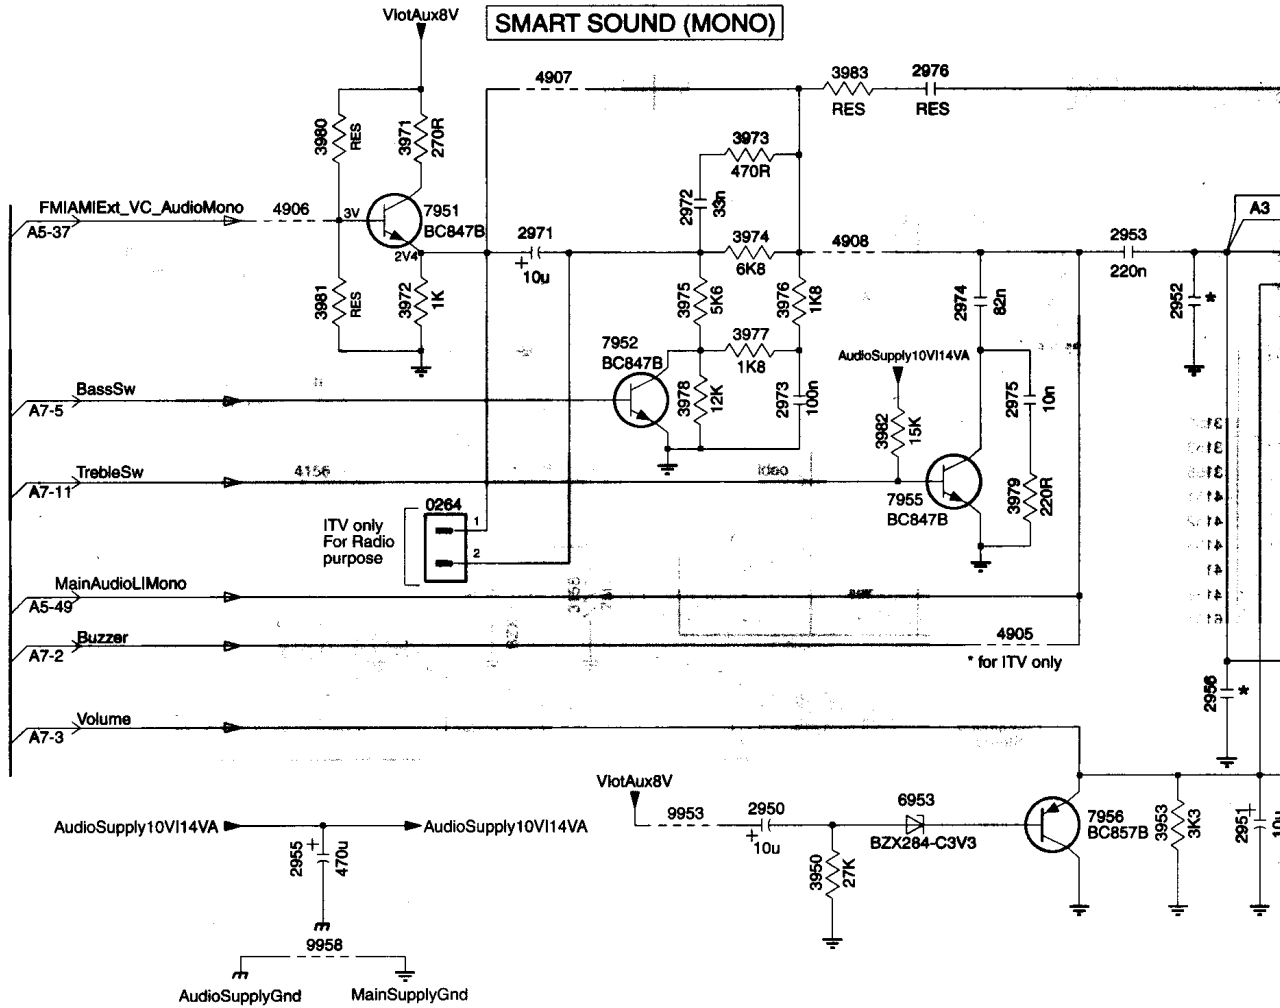 VlotAux8V
SMART SOUND (MONO)
4907
3983
RES
2976
RES
3980
RES
3971
270R
3973
470R
2972
33n
FMIAMIExt_VC_AudioMono
A5-37
4906
3V
7951
BC847B
2V4
2971
+
10u
3974
6K8
4908
2953
220n
A3
3981
RES
3972
1K
3975
5K6
3976
1K8
2974
82n
2952
*
7952
BC847B
3977
1K8
AudioSupply10VI14VA
BassSw
A7-5
3978
12K
2973
100n
3982
15K
2975
10n
TrebleSw
A7-11
4156
7955
BC847B
3979
220R
0264
1
2
ITV only
For Radio
purpose
MainAudioLIMono
A5-49
Buzzer
A7-2
4905
* for ITV only
2956
*
Volume
A7-3
VlotAux8V
AudioSupply10VI14VA
AudioSupply10VI14VA
2955
+
470u
9953
2950
+
10u
6953
BZX284-C3V3
7956
BC857B
3953
3K3
2951
+
10u
3950
27K
9958
AudioSupplyGnd
MainSupplyGnd